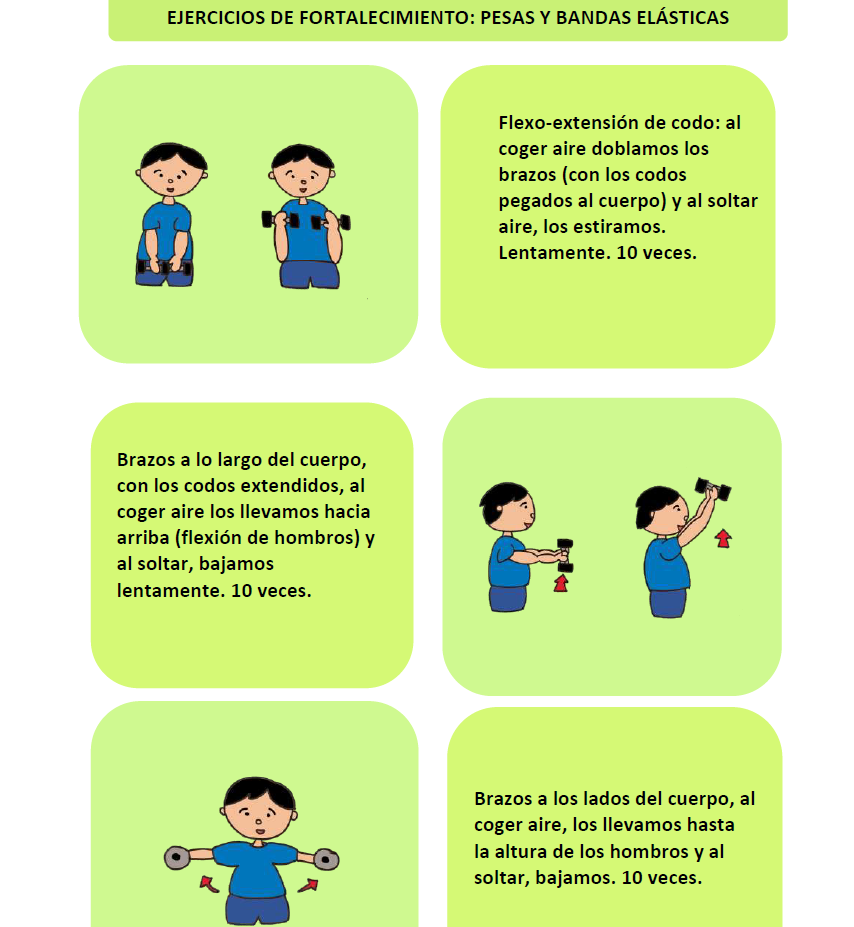 EJERCICIOS DE FORTALECIMIENTO: PESAS Y BANDAS ELÁSTICAS
Flexo-extensión de codo: al
coger aire doblamos los
brazos (con los codos
pegados al cuerpo) y al soltar
aire, los estiramos.
Lentamente. 10 veces.
Brazos a lo largo del cuerpo,
con los codos extendidos, al
coger aire los llevamos hacia
arriba (flexión de hombros) y
al soltar, bajamos
lentamente. 10 veces.
Brazos a los lados del cuerpo, al
coger aire, los llevamos hasta
la altura de los hombros y al
soltar, bajamos. 10 veces.